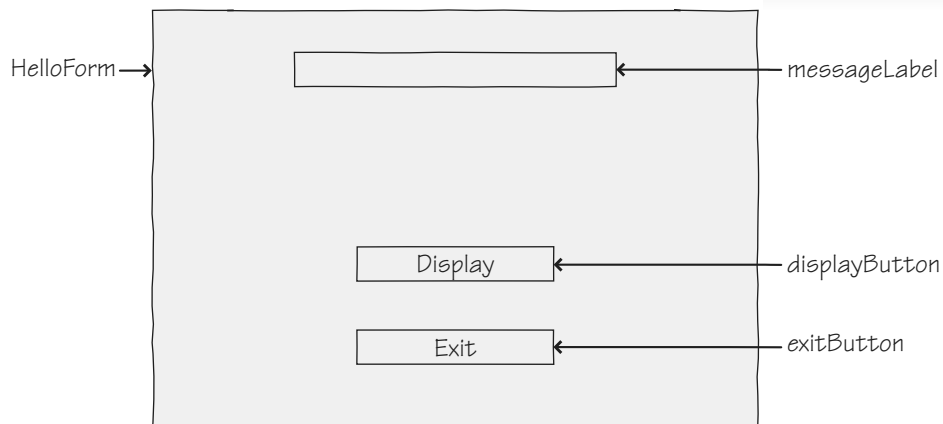 HelloForm
messageLabel
Display
displayButton
Exit
exitButton